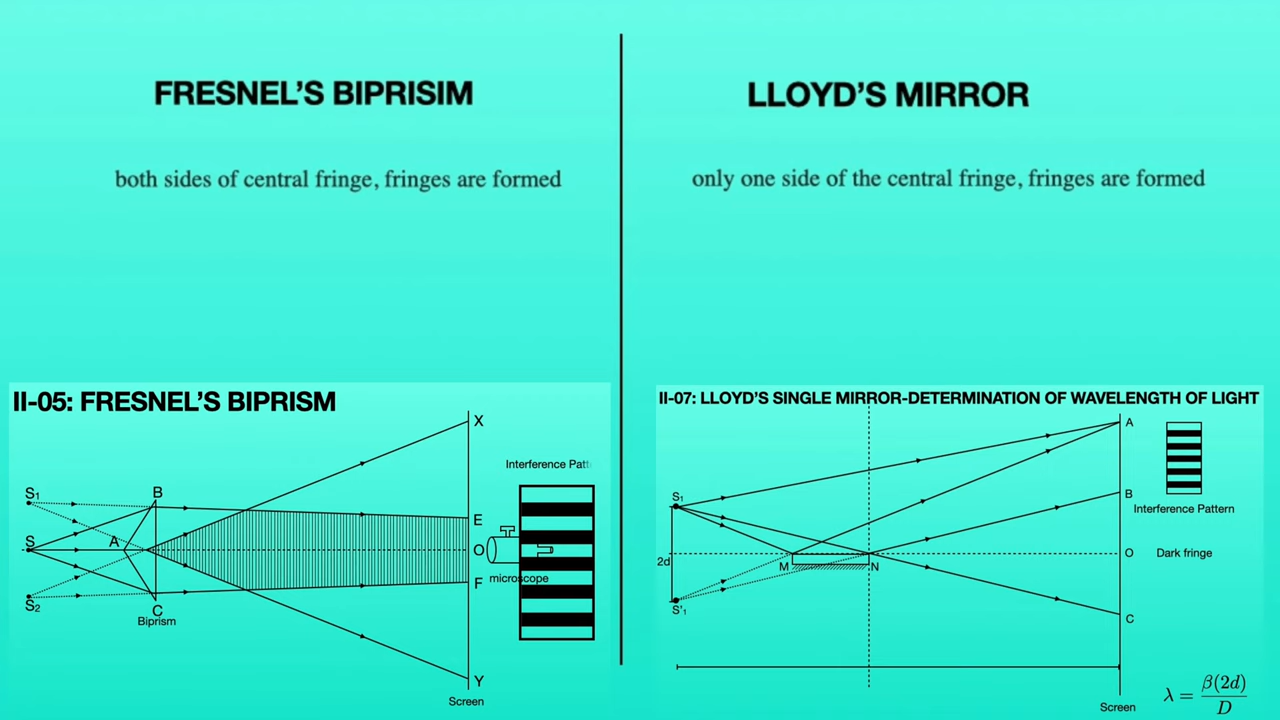 FRESNEL'S BIPRISIM
both sides of central fringe, fringes are formed
II-05: FRESNEL'S BIPRISM
X
Interference Patt
S1
B
E
S
A
O
microscope
F
S2
C
Biprism
Y
Screen
LLOYD'S MIRROR
only one side of the central fringe, fringes are formed
II-07: LLOYD'S SINGLE MIRROR-DETERMINATION OF WAVELENGTH OF LIGHT
A
S1
B
Interference Pattern
2d
O Dark fringe
M N
S'1
C
λ = β(2d) / D
Screen